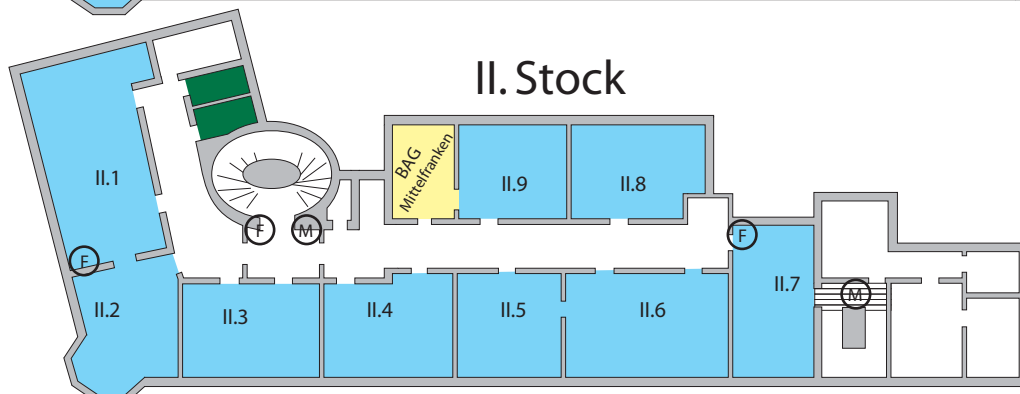 II. Stock
BAG
Mittelfranken
II.1
II.9
II.8
F
M
F
F
II.7
M
II.2
II.3
II.4
II.5
II.6